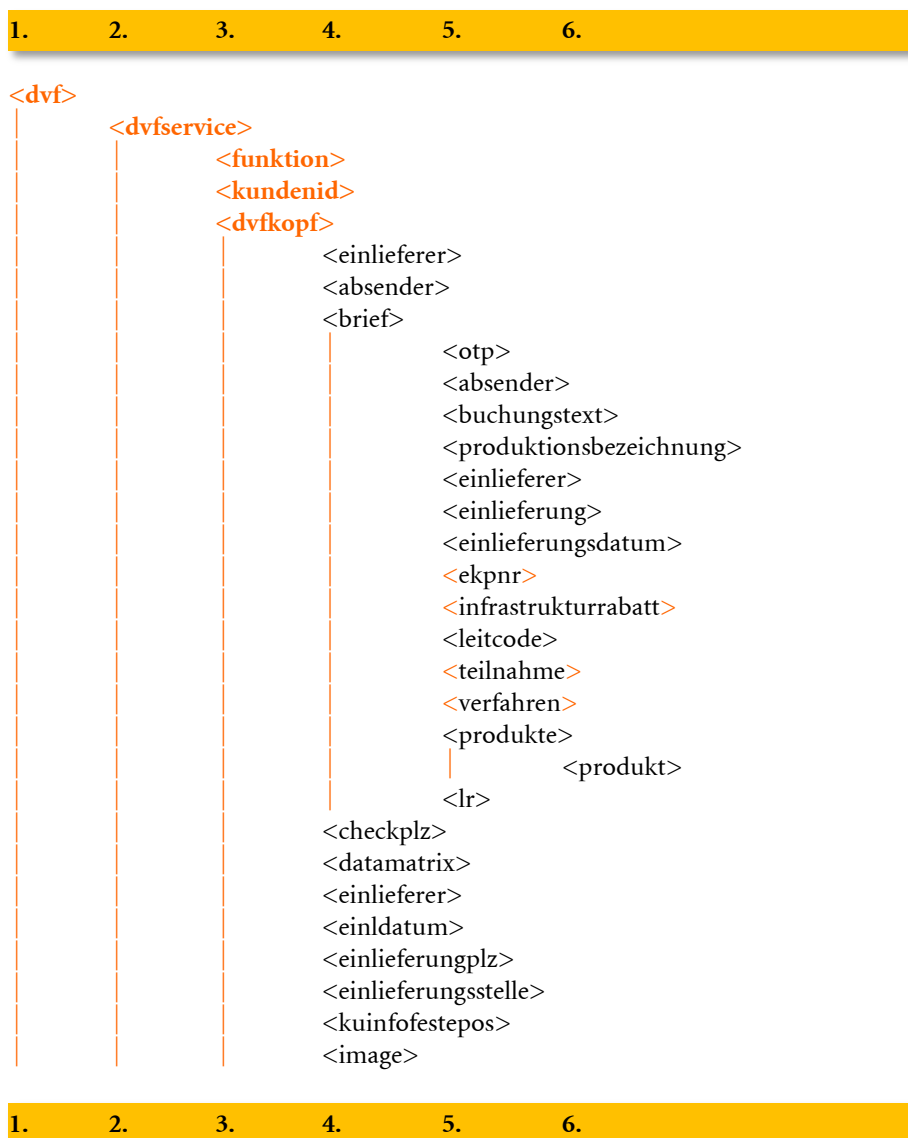 1. 2. 3. 4. 5. 6.
<dvf>
<dvfservice>
<funktion>
<kundenid>
<dvfkopf>
<einlieferer>
<absender>
<brief>
<otp>
<absender>
<buchungstext>
<produktionsbezeichnung>
<einlieferer>
<einlieferung>
<einlieferungsdatum>
<ekpnr>
<infrastrukturrabatt>
<leitcode>
<teilnahme>
<verfahren>
<produkte>
<produkt>
<lr>
<checkplz>
<datamatrix>
<einlieferer>
<einldatum>
<einlieferungplz>
<einlieferungsstelle>
<kuinfofestepos>
<image>
1. 2. 3. 4. 5. 6.